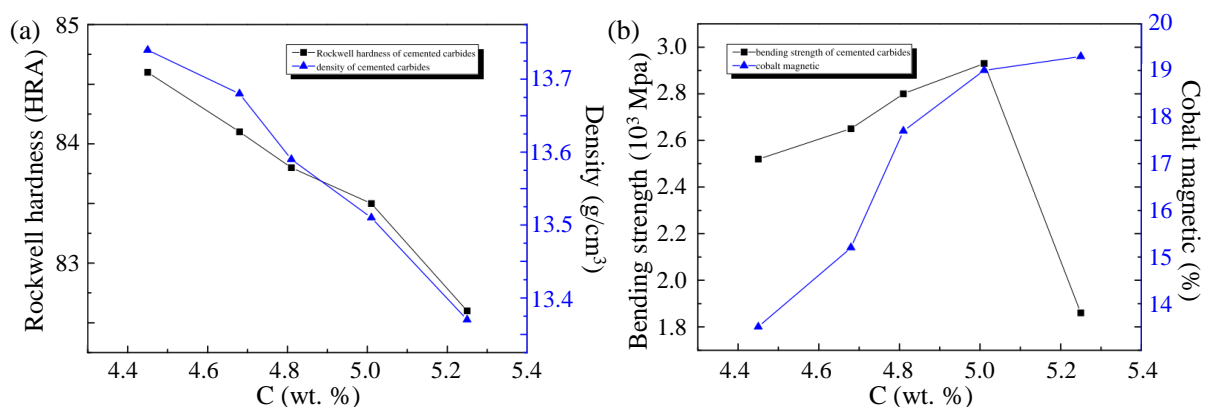 (a)
85
84
83
Rockwell hardness (HRA)
Rockwell hardness of cemented carbides
density of cemented carbides
13.7
13.6
13.5
13.4
Density (g/cm³)
4.4 4.6 4.8 5.0 5.2 5.4
C (wt. %)
(b)
3.0
2.8
2.6
2.4
2.2
2.0
1.8
Bending strength (10³ Mpa)
bending strength of cemented carbides
cobalt magnetic
20
19
18
17
16
15
14
Cobalt magnetic (%)
4.4 4.6 4.8 5.0 5.2 5.4
C (wt. %)